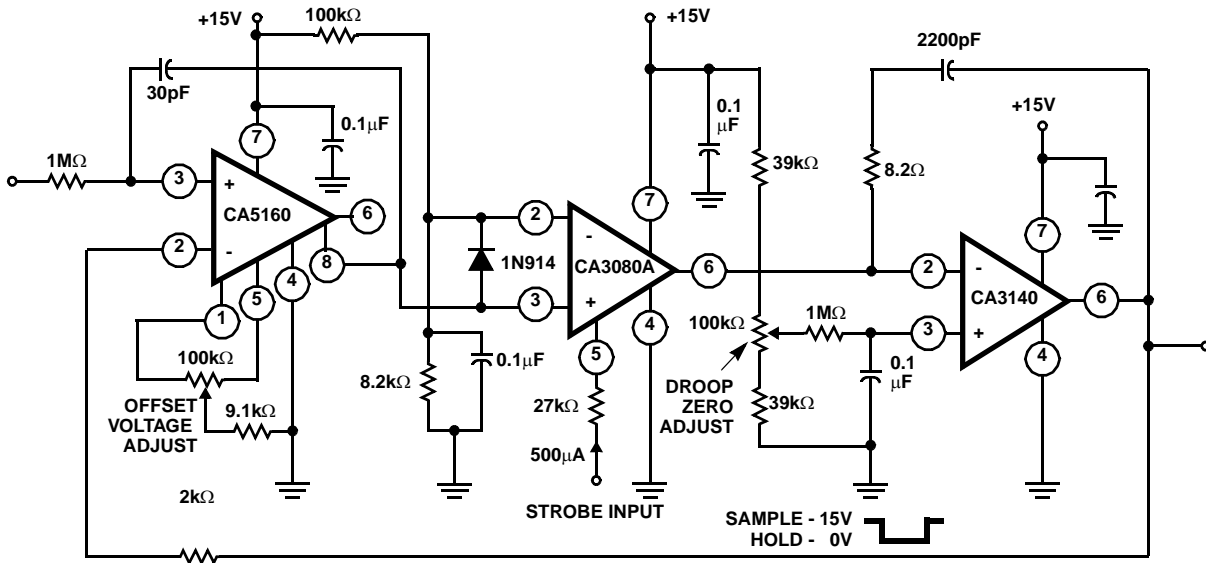 +15V
100kΩ
30pF
0.1μF
7
1MΩ
3
+
CA5160
6
2
-
8
4
5
1
100kΩ
OFFSET
VOLTAGE
ADJUST
9.1kΩ
2kΩ
2
-
1N914
CA3080A
3
+
7
6
4
5
8.2kΩ
0.1μF
27kΩ
500μA
STROBE INPUT
+15V
0.1
μF
39kΩ
100kΩ
DROOP
ZERO
ADJUST
39kΩ
1MΩ
0.1
μF
2200pF
8.2Ω
+15V
7
2
-
CA3140
6
3
+
4
SAMPLE - 15V
HOLD - 0V